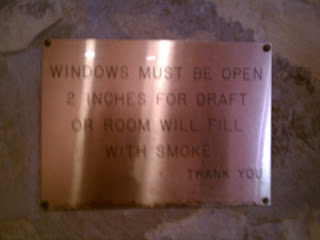 WINDOWS MUST BE OPEN
2 INCHES FOR DRAFT
OR ROOM WILL FILL
WITH SMOKE.
THANK YOU